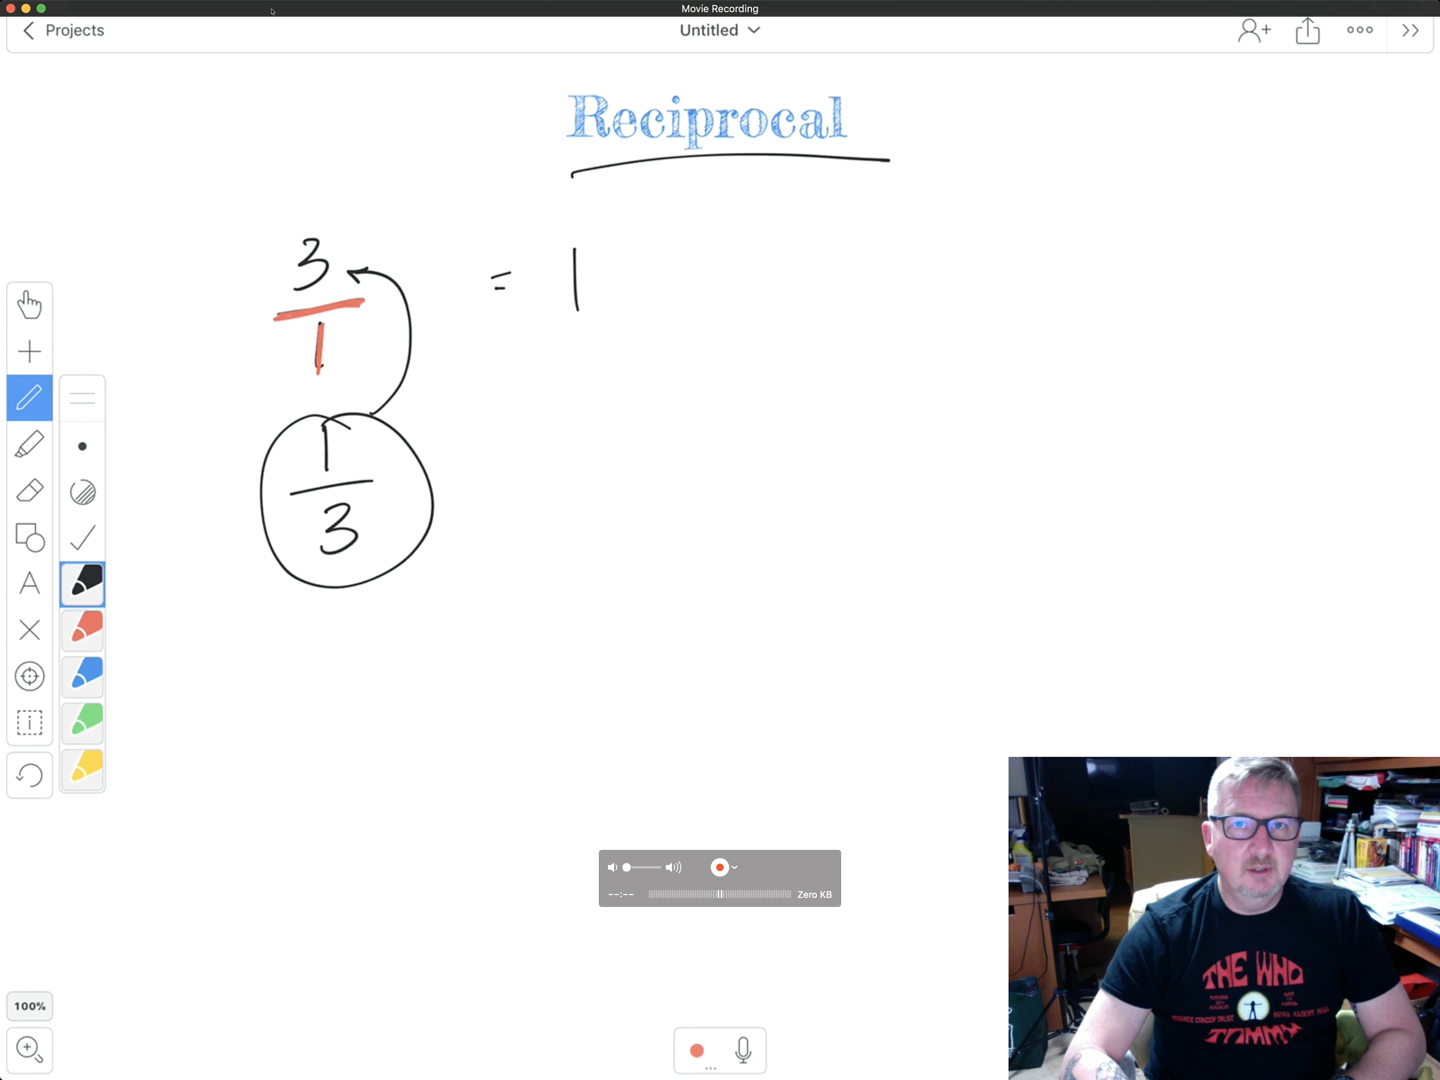 Movie Recording
Projects
Untitled
Reciprocal
3
= 1
1
1
3
A
100%
--:--
Zero KB
THE WHO
TOMMY